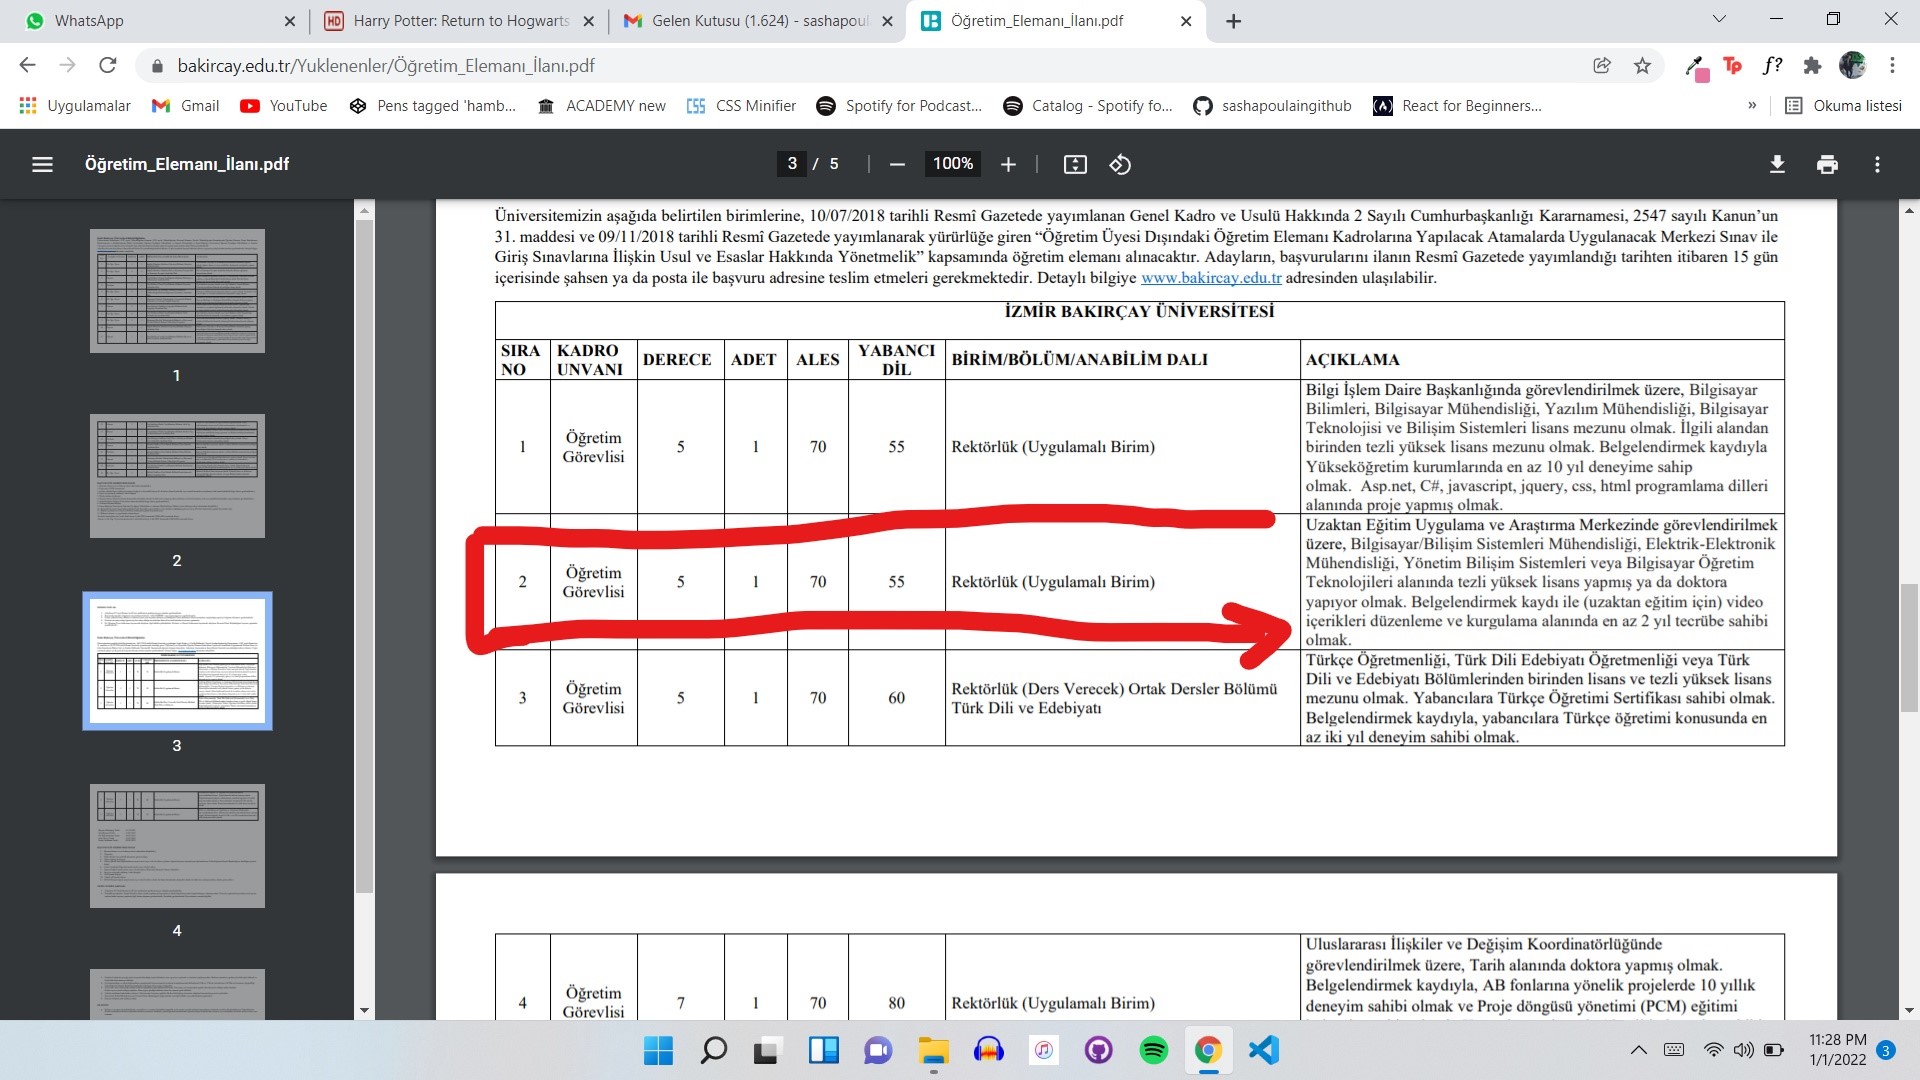 WhatsApp
Harry Potter: Return to Hogwarts
Gelen Kutusu (1.624) - sashapoul
Öğretim_Elemanı_İlanı.pdf
bakircay.edu.tr/Yuklenenler/Öğretim_Elemanı_İlanı.pdf
Tp
f?
Uygulamalar
Gmail
YouTube
Pens tagged 'hamb...
ACADEMY new
CSS Minifier
Spotify for Podcast...
Catalog - Spotify fo...
sashapoulaingithub
React for Beginners...
»
Okuma listesi
Öğretim_Elemanı_İlanı.pdf
3 / 5
100%
1
2
3
4
Üniversitemizin aşağıda belirtilen birimlerine, 10/07/2018 tarihli Resmî Gazetede yayımlanan Genel Kadro ve Usulü Hakkında 2 Sayılı Cumhurbaşkanlığı Kararnamesi, 2547 sayılı Kanun’un
31. maddesi ve 09/11/2018 tarihli Resmî Gazetede yayımlanarak yürürlüğe giren “Öğretim Üyesi Dışındaki Öğretim Elemanı Kadrolarına Yapılacak Atamalarda Uygulanacak Merkezi Sınav ile
Giriş Sınavlarına İlişkin Usul ve Esaslar Hakkında Yönetmelik” kapsamında öğretim elemanı alınacaktır. Adayların, başvurularını ilanın Resmî Gazetede yayımlandığı tarihten itibaren 15 gün
içerisinde şahsen ya da posta ile başvuru adresine teslim etmeleri gerekmektedir. Detaylı bilgiye www.bakircay.edu.tr adresinden ulaşılabilir.
İZMİR BAKIRÇAY ÜNİVERSİTESİ
SIRA NO
KADRO UNVANI
DERECE
ADET
ALES
YABANCI DİL
BİRİM/BÖLÜM/ANABİLİM DALI
AÇIKLAMA
1
Öğretim Görevlisi
5
1
70
55
Rektörlük (Uygulamalı Birim)
Bilgi İşlem Daire Başkanlığında görevlendirilmek üzere, Bilgisayar
Bilimleri, Bilgisayar Mühendisliği, Yazılım Mühendisliği, Bilgisayar
Teknolojisi ve Bilişim Sistemleri lisans mezunu olmak. İlgili alandan
birinden tezli yüksek lisans mezunu olmak. Belgelendirmek kaydıyla
Yükseköğretim kurumlarında en az 10 yıl deneyime sahip
olmak. Asp.net, C#, javascript, jquery, css, html programlama dilleri
alanında proje yapmış olmak.
2
Öğretim Görevlisi
5
1
70
55
Rektörlük (Uygulamalı Birim)
Uzaktan Eğitim Uygulama ve Araştırma Merkezinde görevlendirilmek
üzere, Bilgisayar/Bilişim Sistemleri Mühendisliği, Elektrik-Elektronik
Mühendisliği, Yönetim Bilişim Sistemleri veya Bilgisayar Öğretim
Teknolojileri alanında tezli yüksek lisans yapmış ya da doktora
yapıyor olmak. Belgelendirmek kaydı ile (uzaktan eğitim için) video
içerikleri düzenleme ve kurgulama alanında en az 2 yıl tecrübe sahibi
olmak.
3
Öğretim Görevlisi
5
1
70
60
Rektörlük (Ders Verecek) Ortak Dersler Bölümü
Türk Dili ve Edebiyatı
Türkçe Öğretmenliği, Türk Dili Edebiyatı Öğretmenliği veya Türk
Dili ve Edebiyatı Bölümlerinden birinden lisans ve tezli yüksek lisans
mezunu olmak. Yabancılara Türkçe Öğretimi Sertifikası sahibi olmak.
Belgelendirmek kaydıyla, yabancılara Türkçe öğretimi konusunda en
az iki yıl deneyim sahibi olmak.
4
Öğretim Görevlisi
7
1
70
80
Rektörlük (Uygulamalı Birim)
Uluslararası İlişkiler ve Değişim Koordinatörlüğünde
görevlendirilmek üzere, Tarih alanında doktora yapmış olmak.
Belgelendirmek kaydıyla, AB fonlarına yönelik projelerde 10 yıllık
deneyim sahibi olmak ve Proje döngüsü yönetimi (PCM) eğitimi
11:28 PM
1/1/2022
3